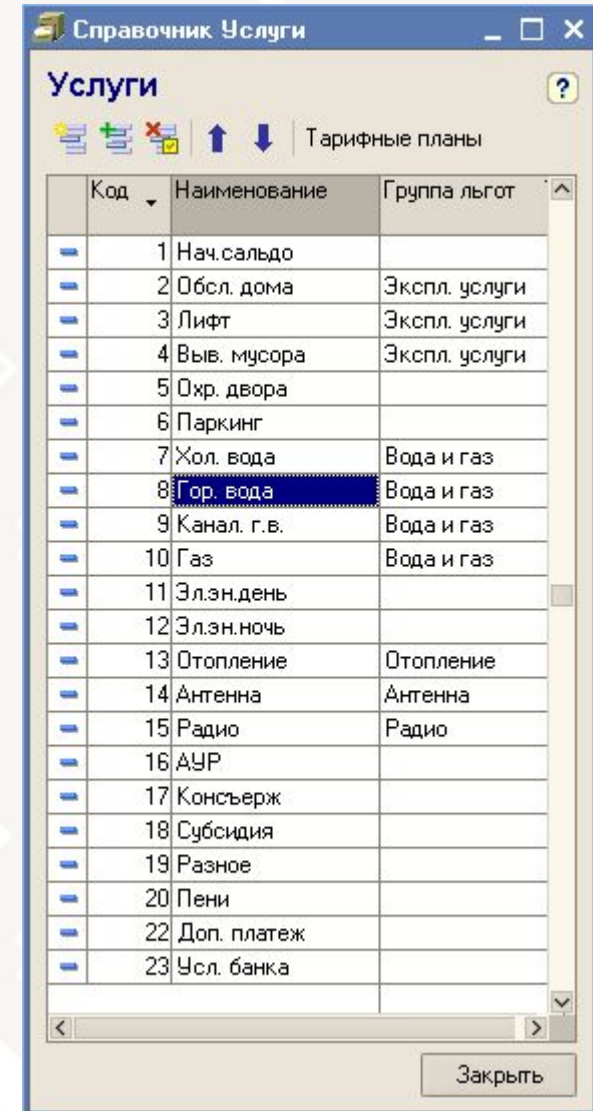 Справочник Услуги
Услуги
?
Тарифные планы
Код Наименование Группа льгот
1 Нач.сальдо
2 Обсл. дома Экспл. услуги
3 Лифт Экспл. услуги
4 Выв. мусора Экспл. услуги
5 Охр. двора
6 Паркинг
7 Хол. вода Вода и газ
8 Гор. вода Вода и газ
9 Канал. г.в. Вода и газ
10 Газ Вода и газ
11 Эл.эн.день
12 Эл.эн.ночь
13 Отопление Отопление
14 Антенна Антенна
15 Радио Радио
16 АУР
17 Консъерж
18 Субсидия
19 Разное
20 Пени
22 Доп. платеж
23 Усл. банка
Закрыть